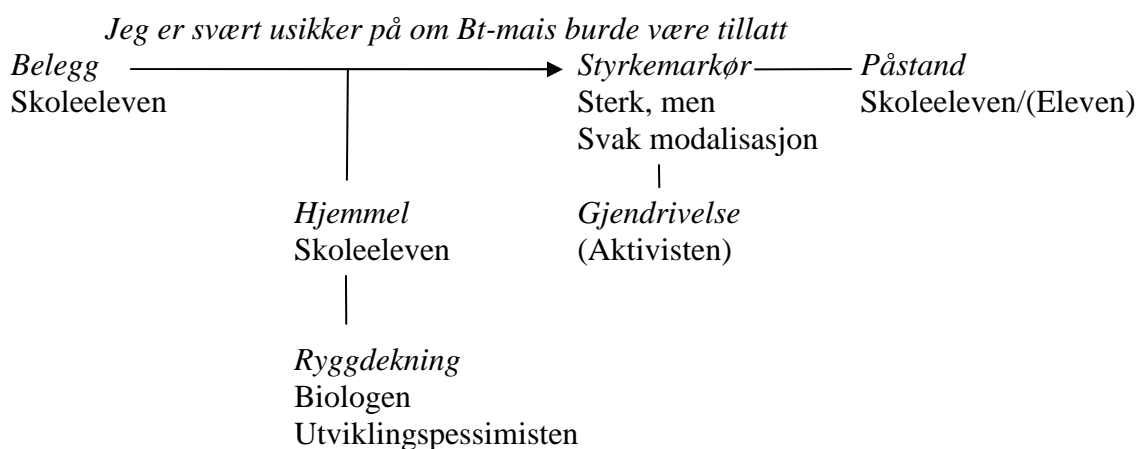 Jeg er svært usikker på om Bt-mais burde være tillatt
Belegg Styrkemarkør Påstand
Skoleeleven Sterk, men Skoleeleven/(Eleven)
Svak modalisasjon
Hjemmel Gjendrivelse
Skoleeleven (Aktivisten)
Ryggdekning
Biologen
Utviklingspessimisten